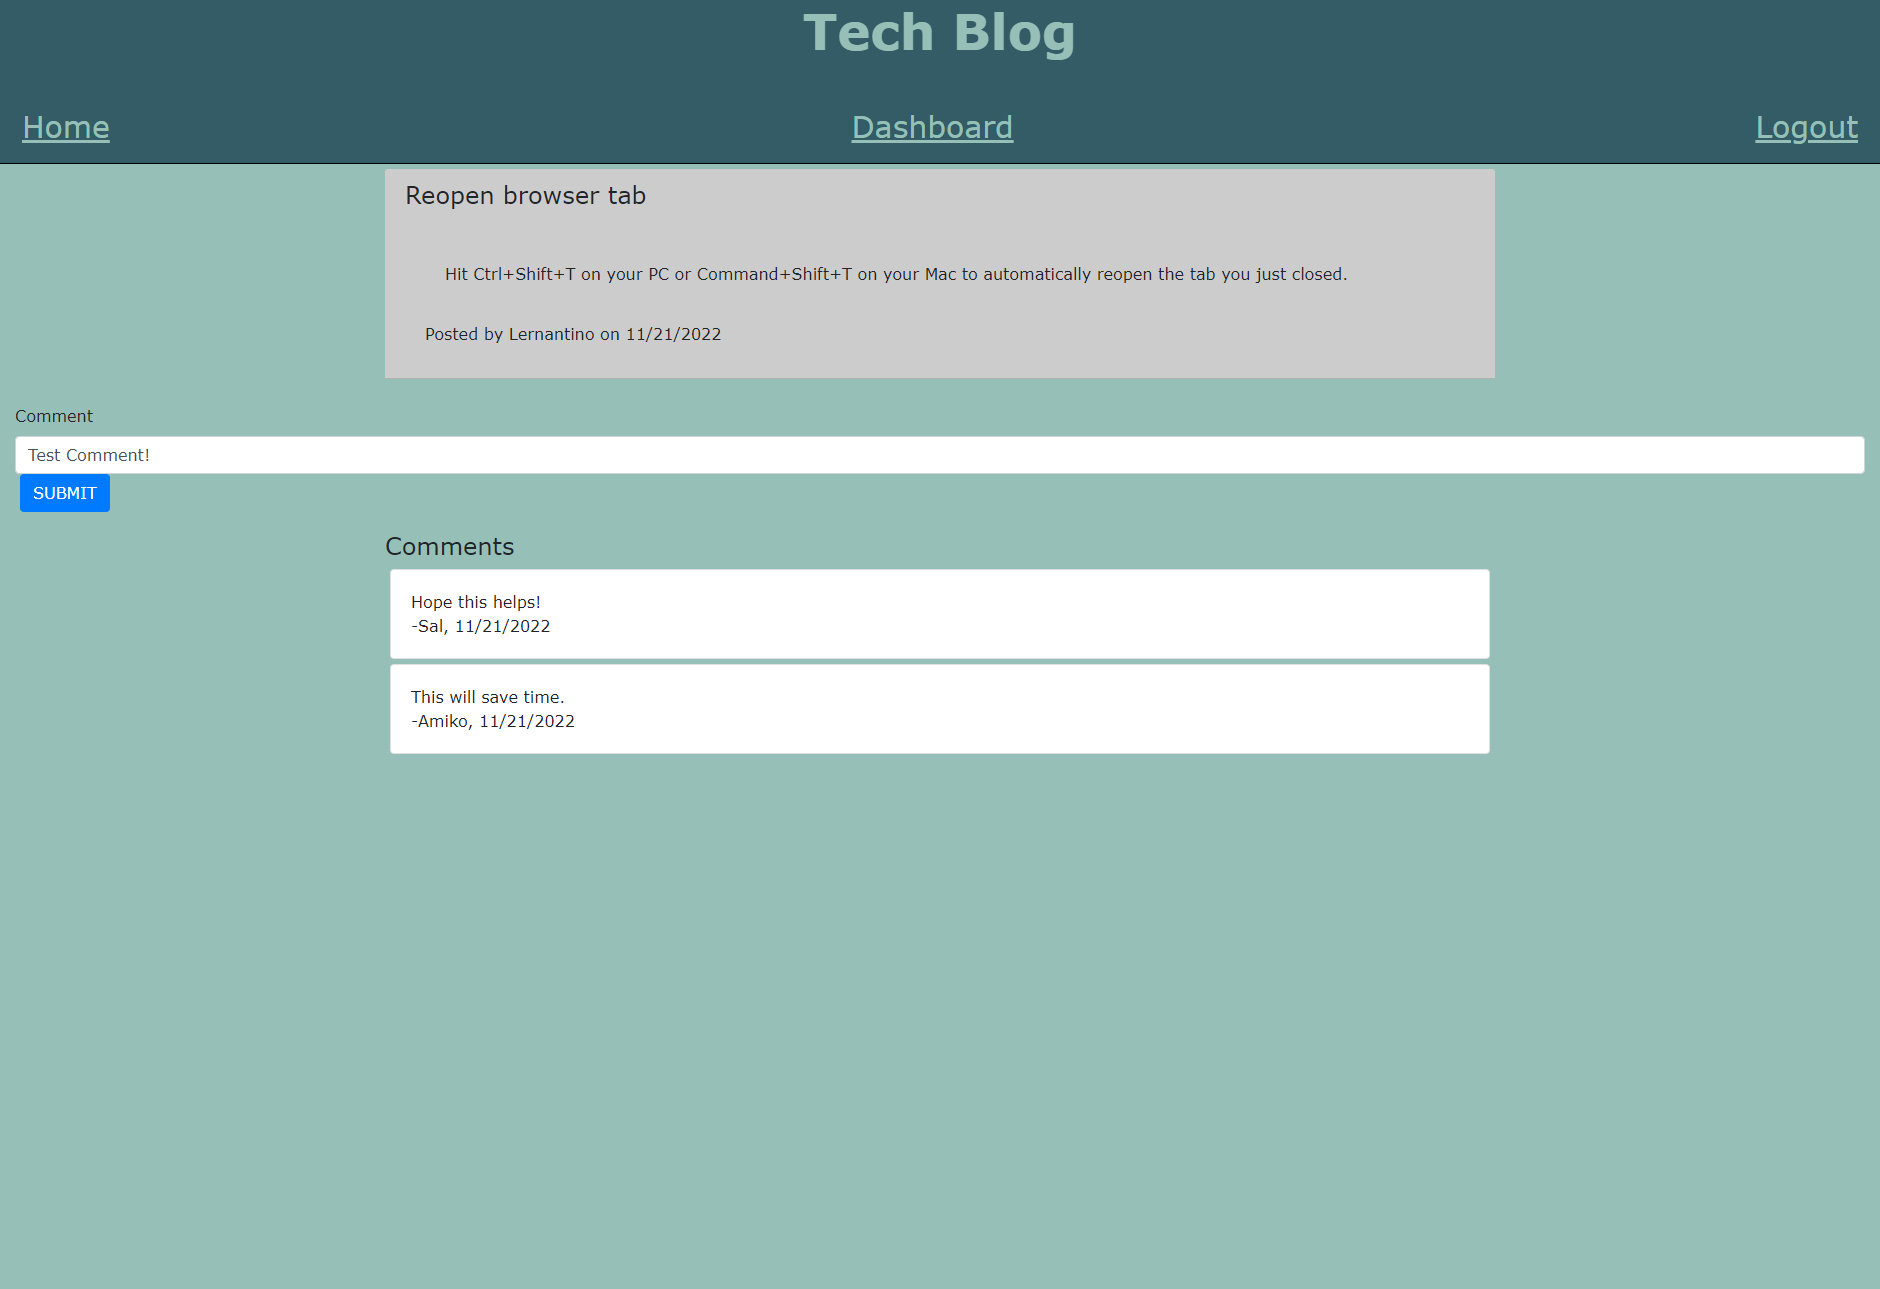 Tech Blog
Home Dashboard Logout
Reopen browser tab
Hit Ctrl+Shift+T on your PC or Command+Shift+T on your Mac to automatically reopen the tab you just closed.
Posted by Lernantino on 11/21/2022
Comment
Test Comment!
SUBMIT
Comments
Hope this helps!
-Sal, 11/21/2022
This will save time.
-Amiko, 11/21/2022